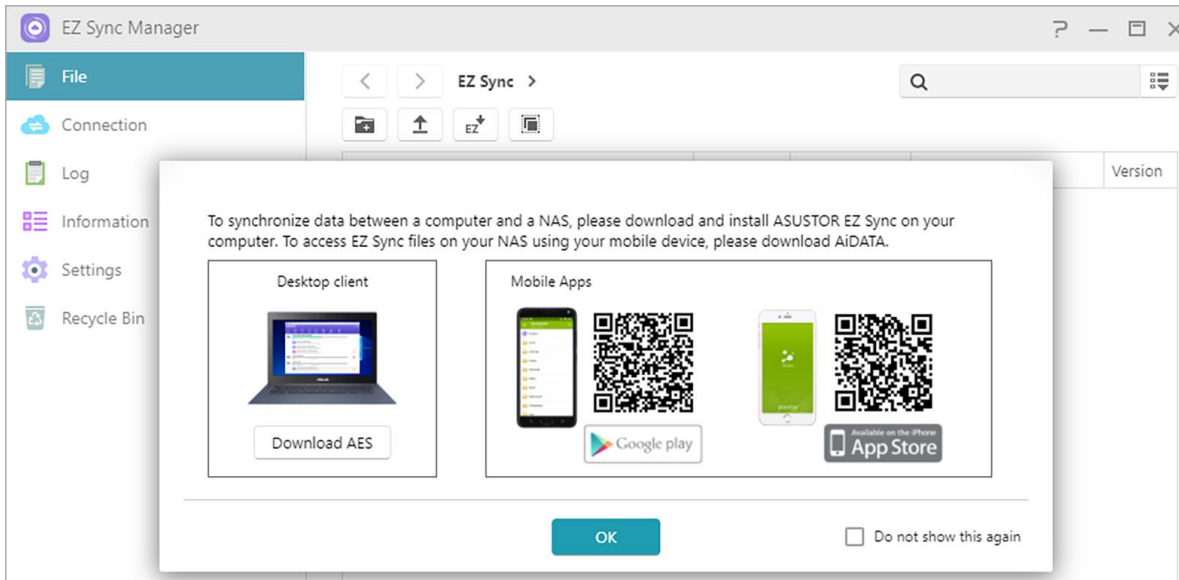 EZ Sync Manager
File
EZ Sync >
Connection
EZ
Log
Version
Information
To synchronize data between a computer and a NAS, please download and install ASUSTOR EZ Sync on your
computer. To access EZ Sync files on your NAS using your mobile device, please download AiDATA.
Settings
Desktop client
Mobile Apps
Recycle Bin
Download AES
Google play
Available on the iPhone
App Store
OK
Do not show this again